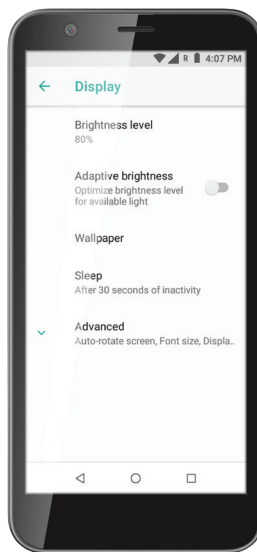 R 4:07 PM
Display
Brightness level
80%
Adaptive brightness
Optimize brightness level
for available light
Wallpaper
Sleep
After 30 seconds of inactivity
Advanced
Auto-rotate screen, Font size, Displa..